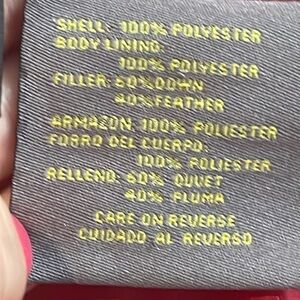 SHELL: 100% POLYESTER
BODY LINING:
100% POLYESTER
FILLER: 60% DOWN
40% FEATHER
ARMAZON: 100% POLIESTER
FORRO DEL CUERPO:
100% POLIESTER
RELLENO: 60% DUVET
40% PLUMA
CARE ON REVERSE
CUIDADO AL REVERSO